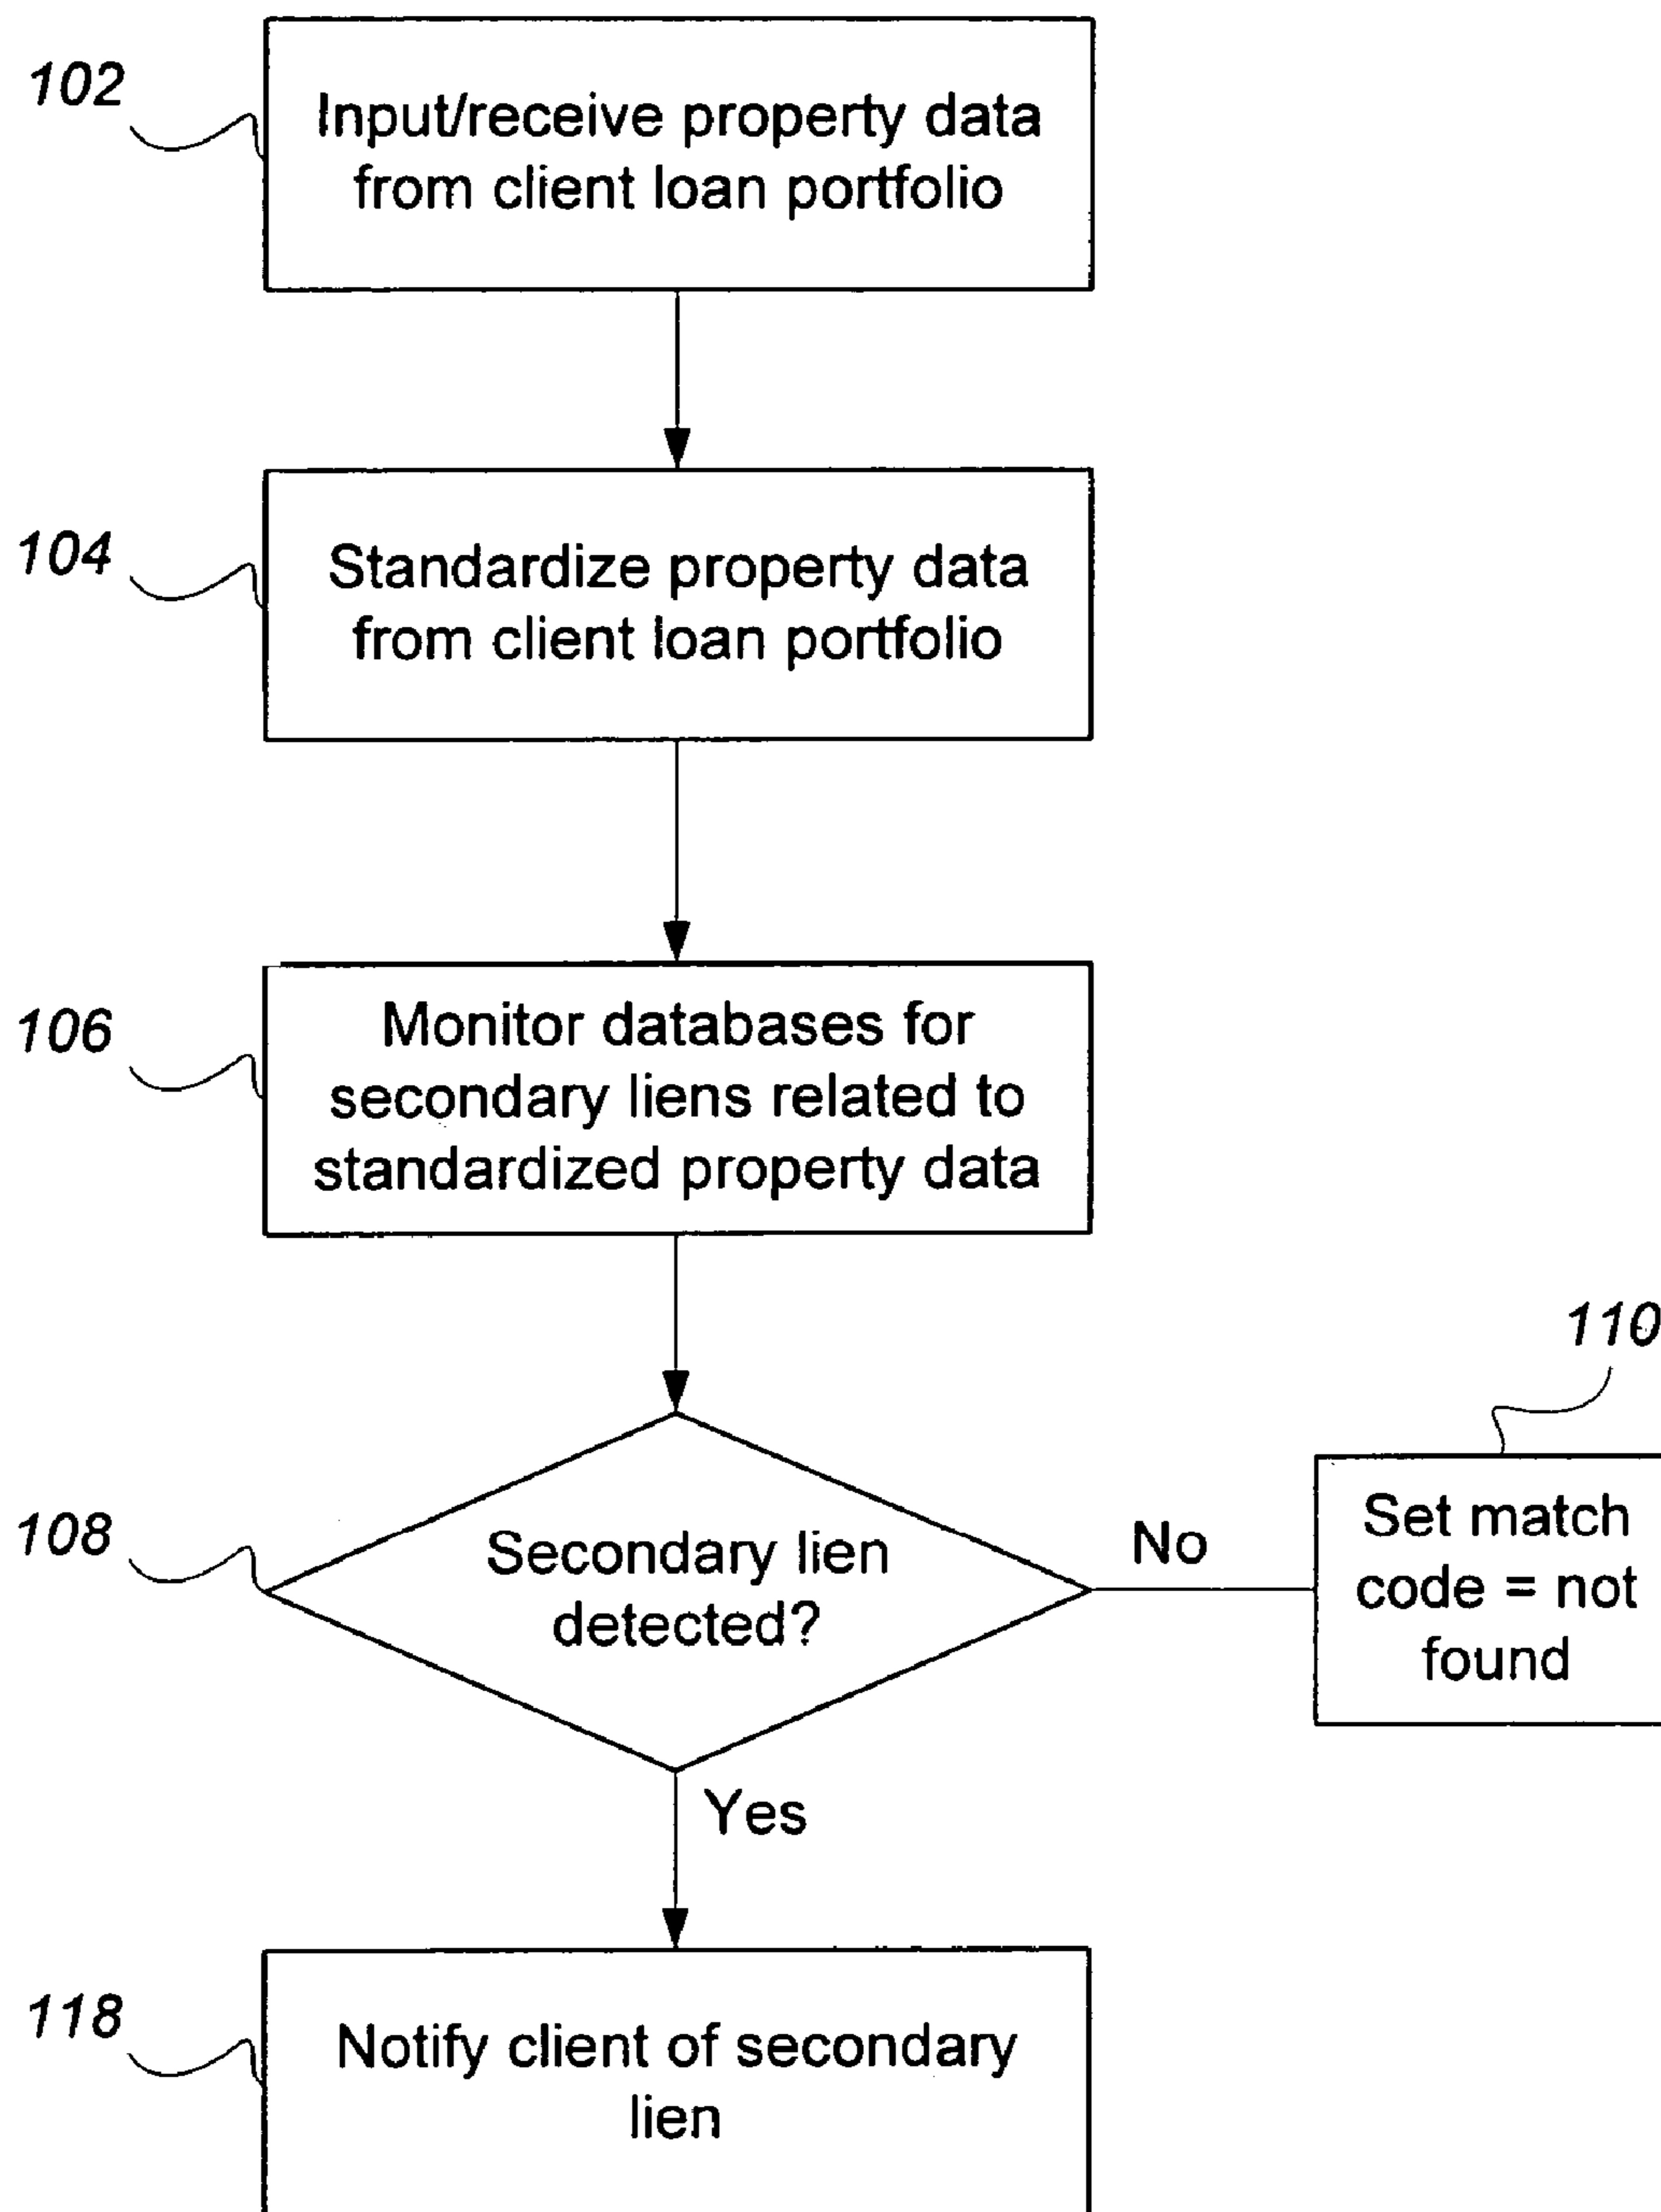 102
Input/receive property data
from client loan portfolio
104
Standardize property data
from client loan portfolio
106
Monitor databases for
secondary liens related to
standardized property data
110
108
Secondary lien
detected?
No
Set match
code = not
found
Yes
118
Notify client of secondary
lien